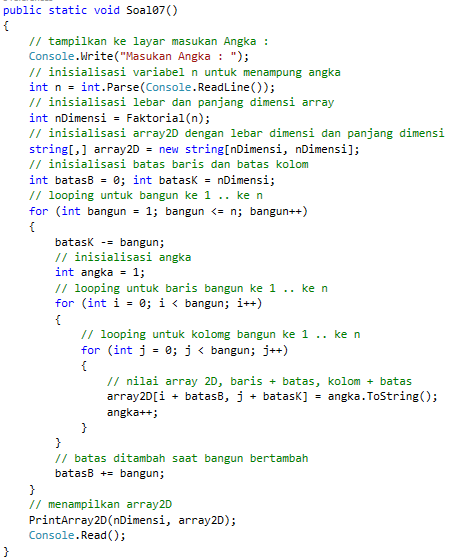 public static void Soal07()
{
    // tampilkan ke layar masukan Angka :
    Console.Write("Masukan Angka : ");
    // inisialisasi variabel n untuk menampung angka
    int n = int.Parse(Console.ReadLine());
    // inisialisasi lebar dan panjang dimensi array
    int nDimensi = Faktorial(n);
    // inisialisasi array2D dengan lebar dimensi dan panjang dimensi
    string[,] array2D = new string[nDimensi, nDimensi];
    // inisialisasi batas baris dan batas kolom
    int batasB = 0; int batasK = nDimensi;
    // looping untuk bangun ke 1 .. ke n
    for (int bangun = 1; bangun <= n; bangun++)
    {
        batasK -= bangun;
        // inisialisasi angka
        int angka = 1;
        // looping untuk baris bangun ke 1 .. ke n
        for (int i = 0; i < bangun; i++)
        {
            // looping untuk kolomg bangun ke 1 .. ke n
            for (int j = 0; j < bangun; j++)
            {
                // nilai array 2D, baris + batas, kolom + batas
                array2D[i + batasB, j + batasK] = angka.ToString();
                angka++;
            }
        }
        // batas ditambah saat bangun bertambah
        batasB += bangun;
    }
    // menampilkan array2D
    PrintArray2D(nDimensi, array2D);
    Console.Read();
}